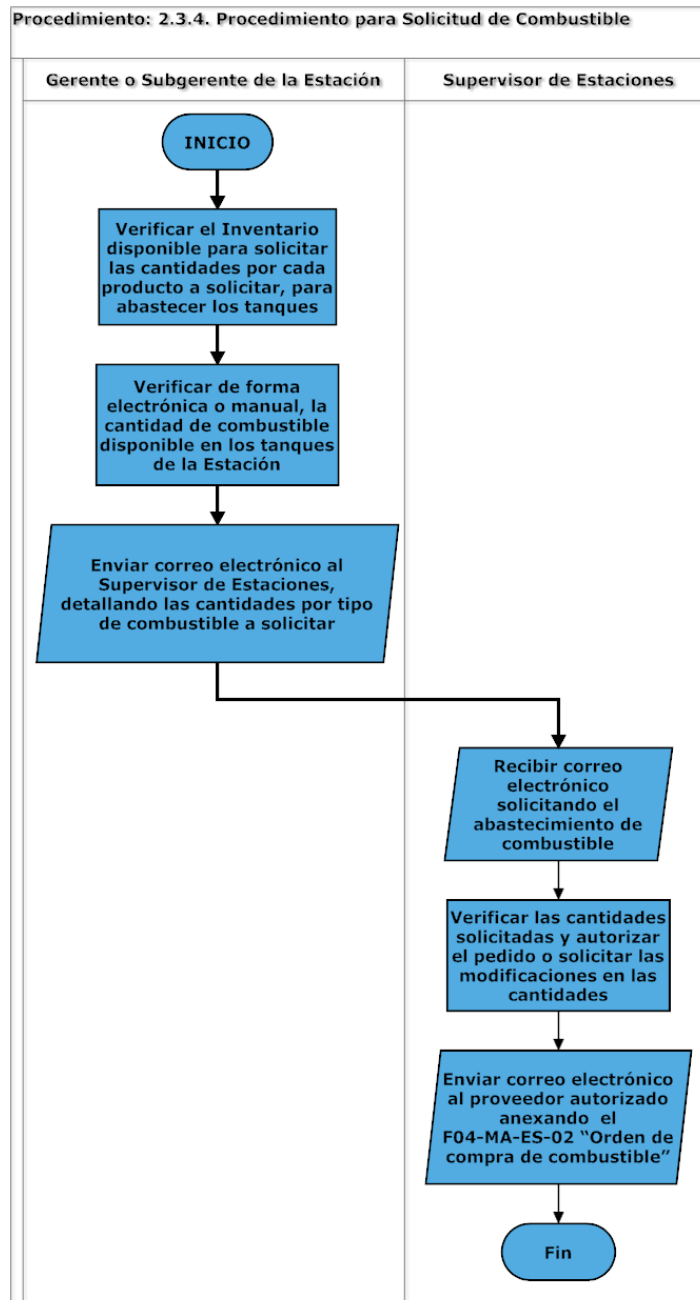 Procedimiento: 2.3.4. Procedimiento para Solicitud de Combustible
Gerente o Subgerente de la Estación
Supervisor de Estaciones
INICIO
Verificar el Inventario
disponible para solicitar
las cantidades por cada
producto a solicitar, para
abastecer los tanques
Verificar de forma
electrónica o manual, la
cantidad de combustible
disponible en los tanques
de la Estación
Enviar correo electrónico al
Supervisor de Estaciones,
detallando las cantidades por tipo
de combustible a solicitar
Recibir correo
electrónico
solicitando el
abastecimiento de
combustible
Verificar las cantidades
solicitadas y autorizar
el pedido o solicitar las
modificaciones en las
cantidades
Enviar correo electrónico
al proveedor autorizado
anexando el
F04-MA-ES-02 “Orden de
compra de combustible”
Fin